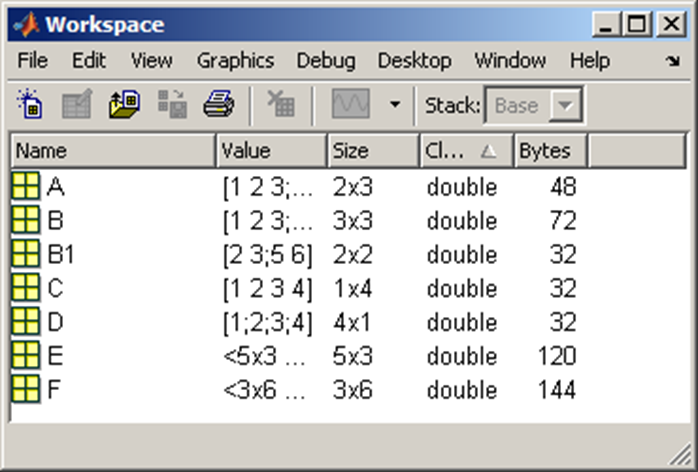 Workspace
File Edit View Graphics Debug Desktop Window Help
Stack: Base
Name Value Size Cl... Bytes
A [1 2 3;... 2x3 double 48
B [1 2 3;... 3x3 double 72
B1 [2 3;5 6] 2x2 double 32
C [1 2 3 4] 1x4 double 32
D [1;2;3;4] 4x1 double 32
E <5x3 ... 5x3 double 120
F <3x6 ... 3x6 double 144